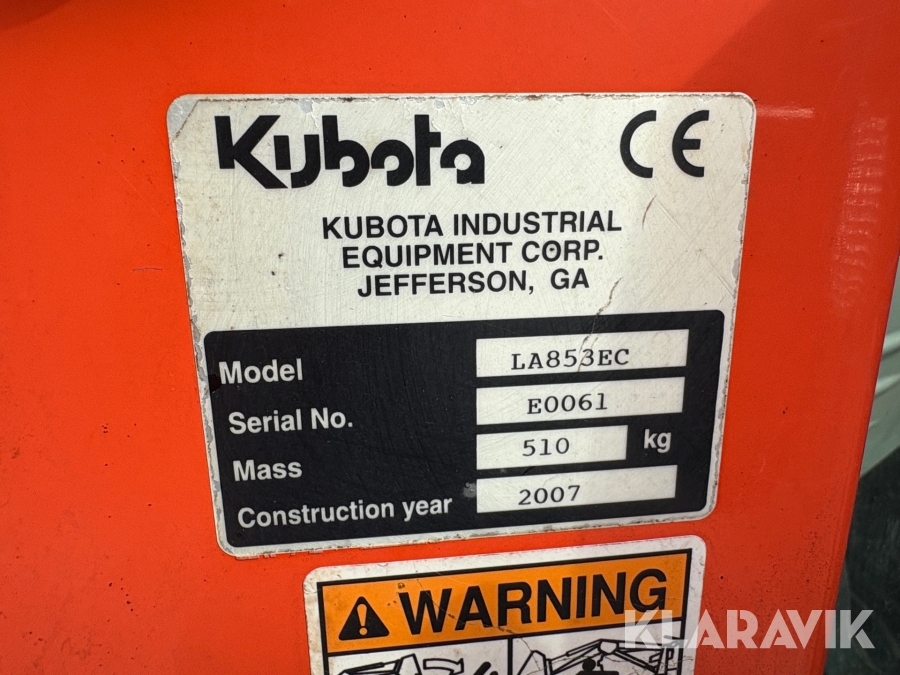 KLARAVIK
Kubota CE
KUBOTA INDUSTRIAL
EQUIPMENT CORP.
JEFFERSON, GA
Model LA853EC
Serial No. E0061
Mass 510 kg
Construction year 2007
WARNING
KLARAVIK